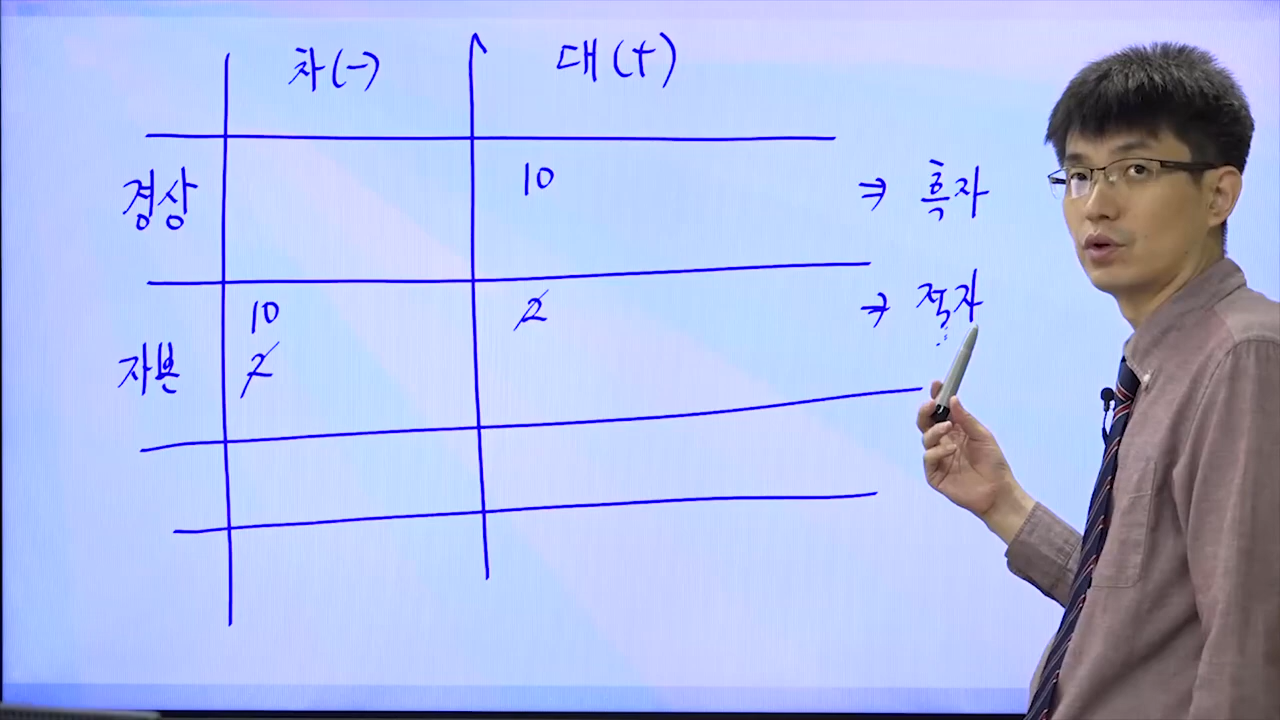 차(-) 대(+)
경상 10 ⇒ 흑자
10 2 ⇒ 적자
자본 2